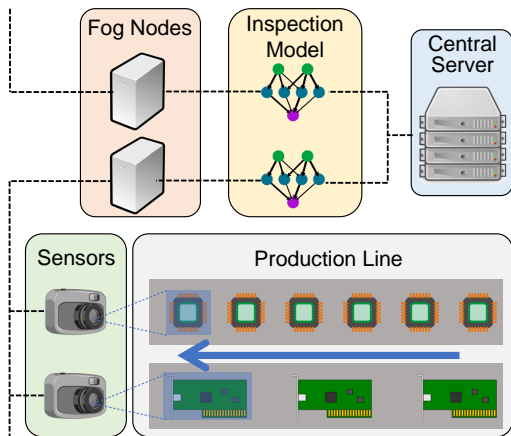 Fog Nodes
Inspection
Model
Central
Server
Sensors
Production Line